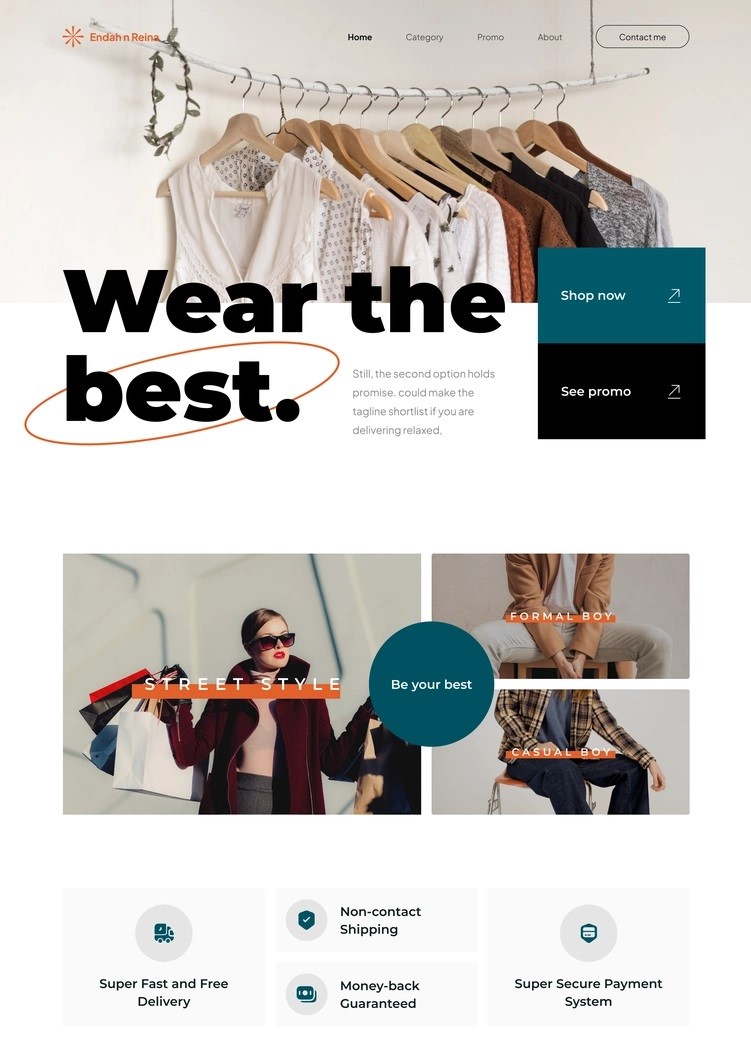 Endah n Reina
Home
Category
Promo
About
Contact me
Wear the
best.
Still, the second option holds
promise. could make the
tagline shortlist if you are
delivering relaxed,
Shop now
See promo
STREET STYLE
Be your best
FORMAL BOY
CASUAL BOY
Super Fast and Free
Delivery
Non-contact
Shipping
Money-back
Guaranteed
Super Secure Payment
System